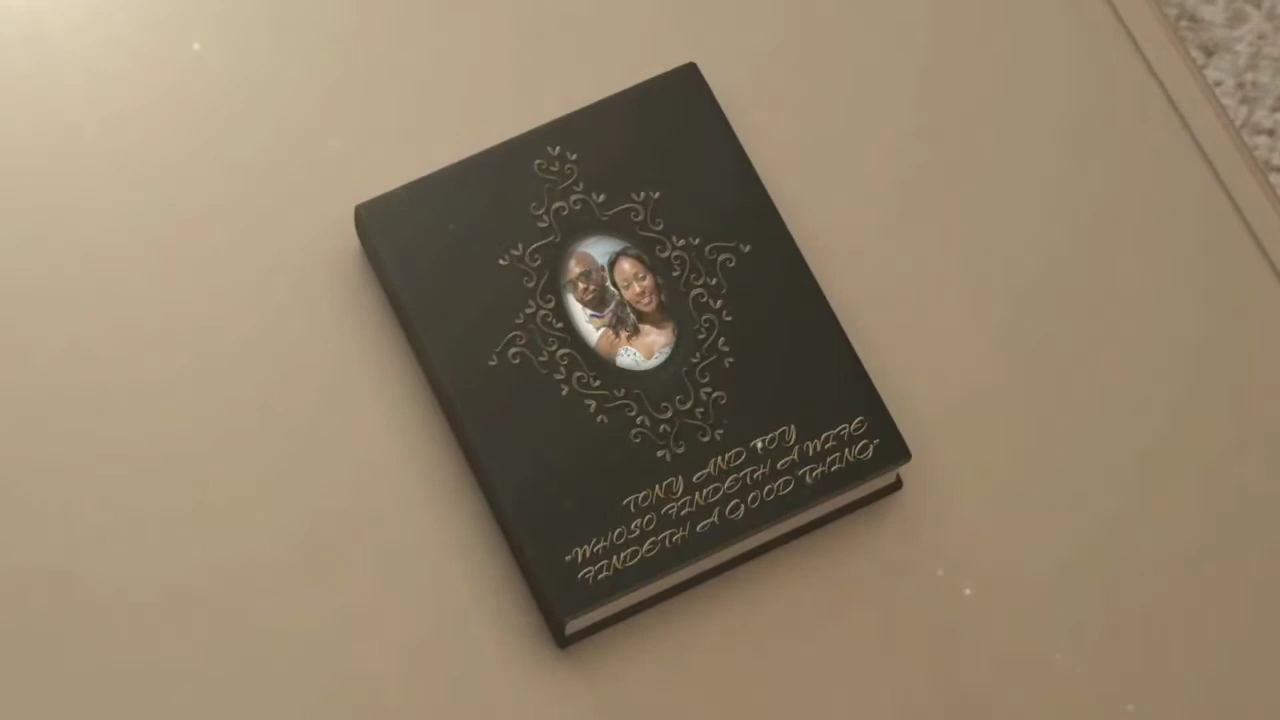 TONY AND TOY
"WHOSO FINDETH A WIFE
FINDETH A GOOD THING"